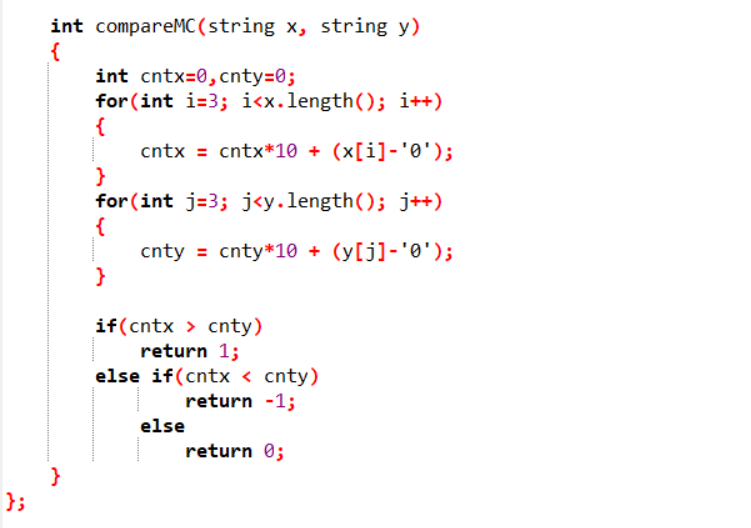 int compareMC(string x, string y)
{
int cntx=0,cnty=0;
for(int i=3; i<x.length(); i++)
{
cntx = cntx*10 + (x[i]-'0');
}
for(int j=3; j<y.length(); j++)
{
cnty = cnty*10 + (y[j]-'0');
}
if(cntx > cnty)
return 1;
else if(cntx < cnty)
return -1;
else
return 0;
}
};